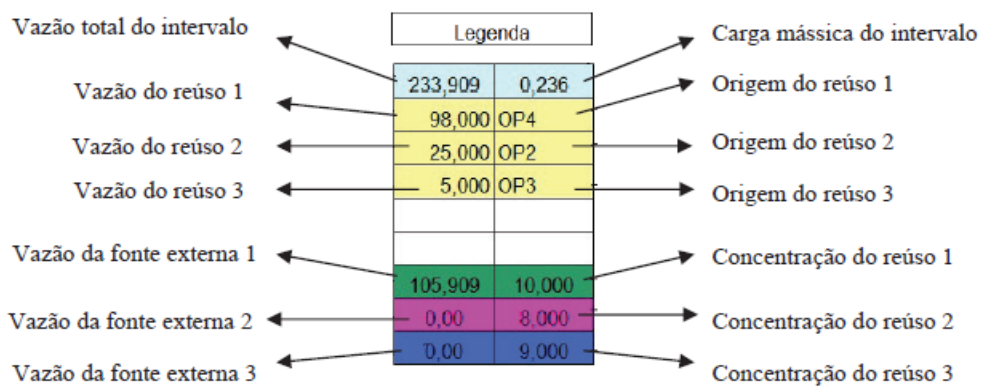 Legenda
Vazão total do intervalo 233,909 0,236 Carga mássica do intervalo
Vazão do reúso 1 98,000 OP4 Origem do reúso 1
Vazão do reúso 2 25,000 OP2 Origem do reúso 2
Vazão do reúso 3 5,000 OP3 Origem do reúso 3
Vazão da fonte externa 1 105,909 10,000 Concentração do reúso 1
Vazão da fonte externa 2 0,00 8,000 Concentração do reúso 2
Vazão da fonte externa 3 0,00 9,000 Concentração do reúso 3